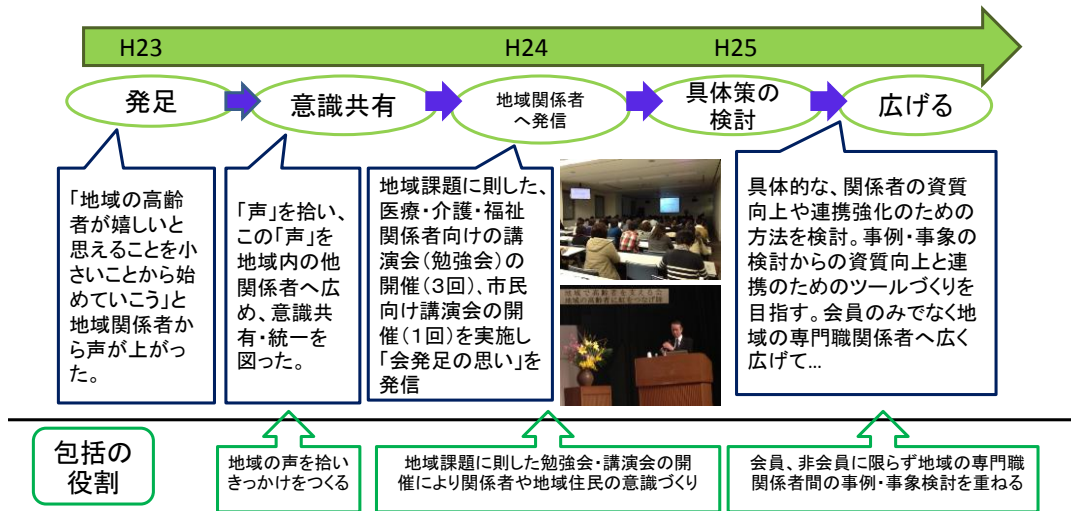 H23
H24
H25
発足
意識共有
地域関係者
へ発信
具体策の
検討
広げる
「地域の高齢
者が嬉しいと
思えることを小
さいことから始
めていこう」と
地域関係者か
ら声が上がっ
た。
「声」を拾い、
この「声」を
地域内の他
関係者へ広
め、意識共
有・統一を
図った。
地域課題に則した、
医療・介護・福祉
関係者向けの講
演会（勉強会）の
開催（３回）、市民
向け講演会の開
催（１回）を実施し
「会発足の思い」を
発信
地域で高齢者を支える会
具体的な、関係者の資質
向上や連携強化のための
方法を検討。事例・事象の
検討からの資質向上と連
携のためのツールづくりを
目指す。会員のみでなく地
域の専門職関係者へ広く
広げて…
包括の
役割
地域の声を拾い
きっかけをつくる
地域課題に則した勉強会・講演会の開
催により関係者や地域住民の意識づくり
会員、非会員に限らず地域の専門職
関係者間の事例・事象検討を重ねる